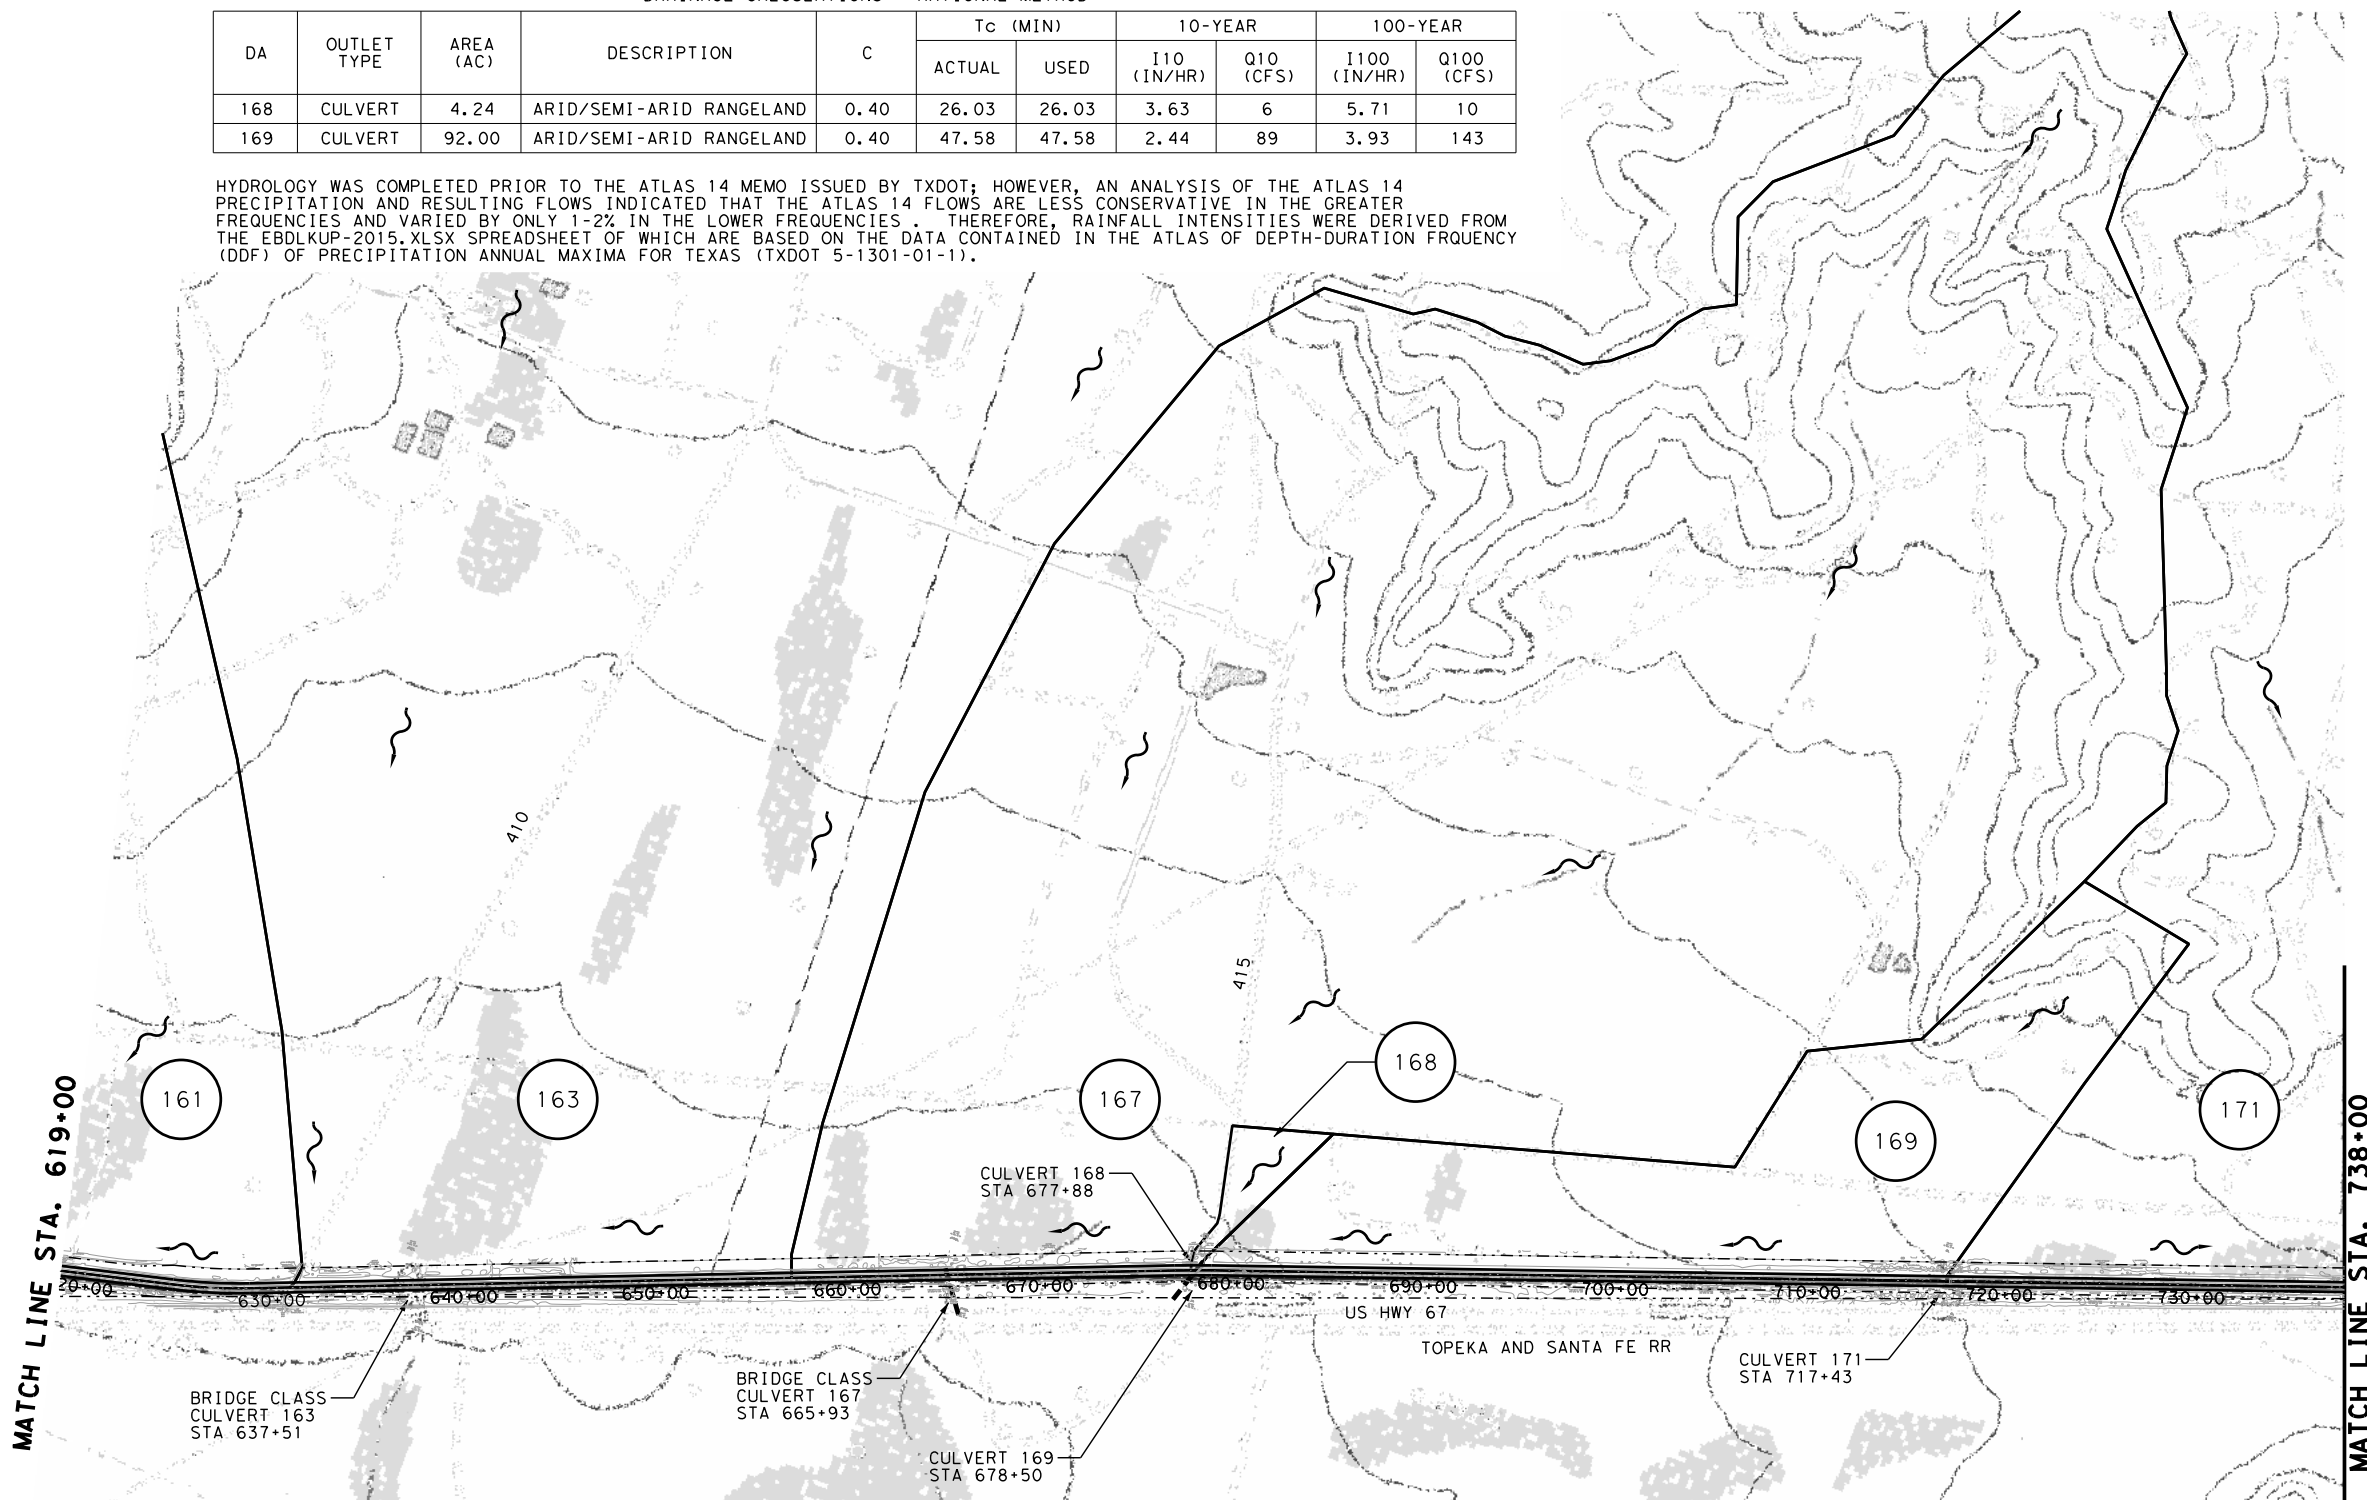 DRAINAGE CALCULATIONS - RATIONAL METHOD
DA OUTLET TYPE AREA (AC) DESCRIPTION C Tc (MIN) 10-YEAR 100-YEAR
ACTUAL USED I10 (IN/HR) Q10 (CFS) I100 (IN/HR) Q100 (CFS)
168 CULVERT 4.24 ARID/SEMI-ARID RANGELAND 0.40 26.03 26.03 3.63 6 5.71 10
169 CULVERT 92.00 ARID/SEMI-ARID RANGELAND 0.40 47.58 47.58 2.44 89 3.93 143
HYDROLOGY WAS COMPLETED PRIOR TO THE ATLAS 14 MEMO ISSUED BY TXDOT; HOWEVER, AN ANALYSIS OF THE ATLAS 14
PRECIPITATION AND RESULTING FLOWS INDICATED THAT THE ATLAS 14 FLOWS ARE LESS CONSERVATIVE IN THE GREATER
FREQUENCIES AND VARIED BY ONLY 1-2% IN THE LOWER FREQUENCIES . THEREFORE, RAINFALL INTENSITIES WERE DERIVED FROM
THE EBDLKUP-2015.XLSX SPREADSHEET OF WHICH ARE BASED ON THE DATA CONTAINED IN THE ATLAS OF DEPTH-DURATION FRQUENCY
(DDF) OF PRECIPITATION ANNUAL MAXIMA FOR TEXAS (TXDOT 5-1301-01-1).
410
415
161
163
167
168
169
171
MATCH LINE STA. 619+00
MATCH LINE STA. 738+00
CULVERT 168
STA 677+88
20+00
630+00
640+00
650+00
660+00
670+00
680+00
690+00
700+00
710+00
720+00
730+00
US HWY 67
TOPEKA AND SANTA FE RR
BRIDGE CLASS
CULVERT 163
STA 637+51
BRIDGE CLASS
CULVERT 167
STA 665+93
CULVERT 169
STA 678+50
CULVERT 171
STA 717+43